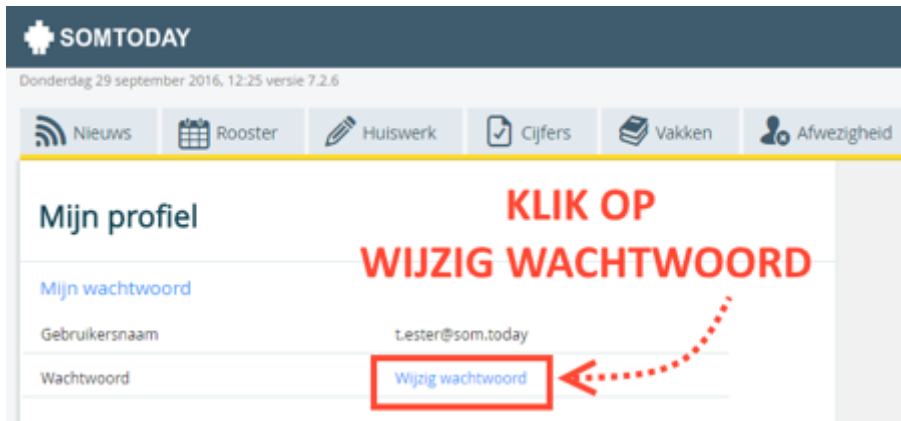 SOMTODAY
Donderdag 29 september 2016, 12:25 versie 7.2.6
Nieuws Rooster Huiswerk Cijfers Vakken Afwezigheid
Mijn profiel
KLIK OP
WIJZIG WACHTWOORD
Mijn wachtwoord
Gebruikersnaam t.ester@som.today
Wachtwoord Wijzig wachtwoord